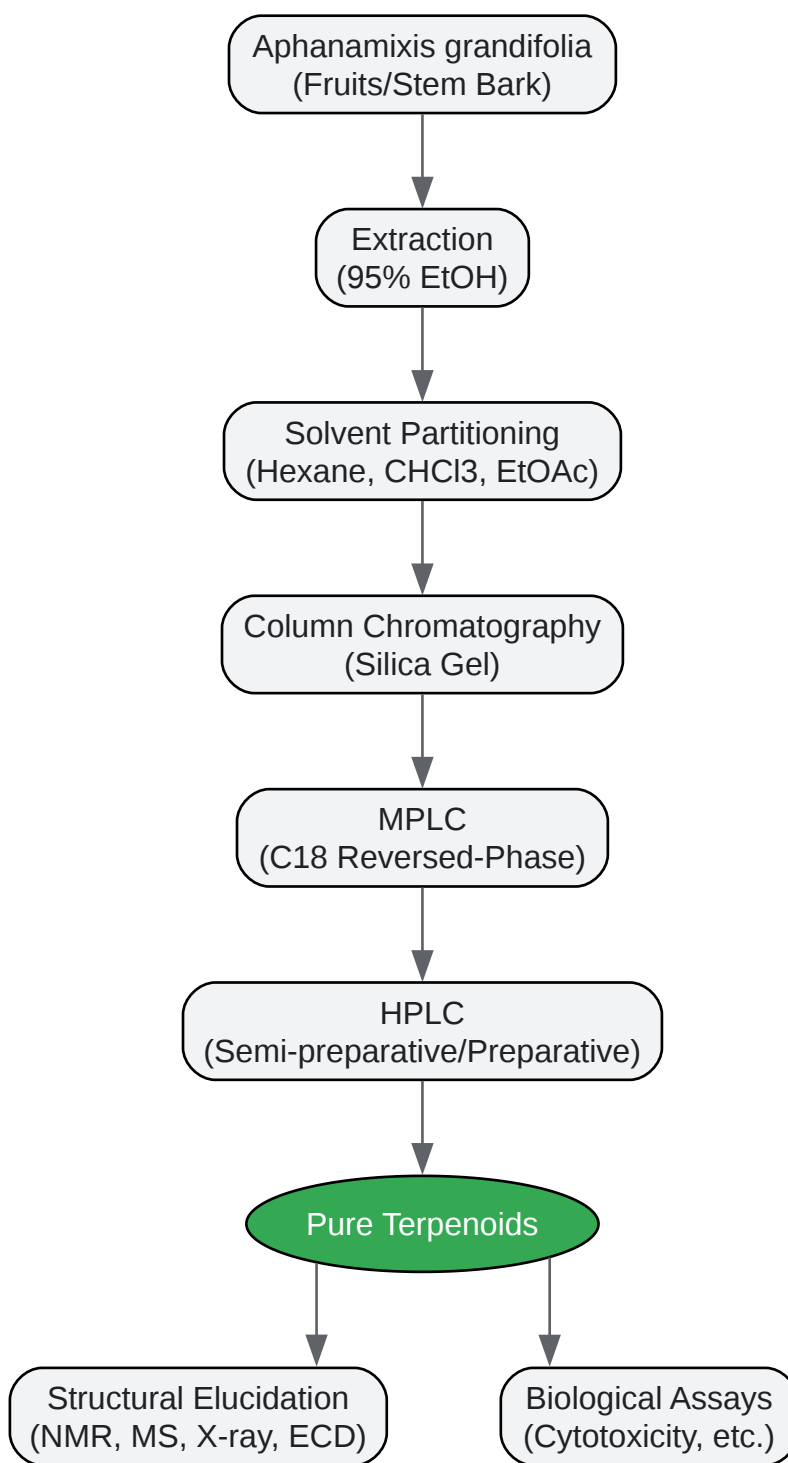 Aphanamixis grandifolia
(Fruits/Stem Bark)
Extraction
(95% EtOH)
Solvent Partitioning
(Hexane, CHCl3, EtOAc)
Column Chromatography
(Silica Gel)
MPLC
(C18 Reversed-Phase)
HPLC
(Semi-preparative/Preparative)
Pure Terpenoids
Structural Elucidation
(NMR, MS, X-ray, ECD)
Biological Assays
(Cytotoxicity, etc.)